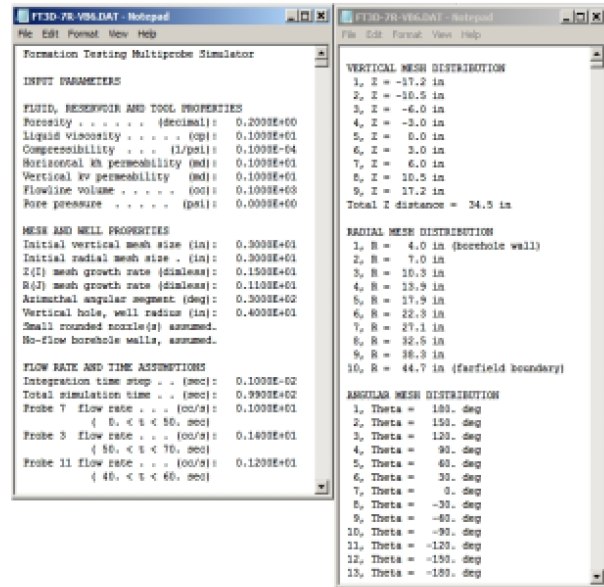 FT3D-7R-VB6.DAT - Notepad
File Edit Format View Help
Formation Testing Multiprobe Simulator
INPUT PARAMETERS
FLUID, RESERVOIR AND TOOL PROPERTIES
Porosity . . . . . . (decimal): 0.2000E+00
Liquid viscosity . . . . . (cp): 0.1000E+01
Compressibility . . . (1/psi): 0.1000E-04
Horizontal kh permeability (md): 0.1000E+01
Vertical kv permeability (md): 0.1000E+01
Flowline volume . . . . . (cc): 0.1000E+03
Pore pressure . . . . . (psi): 0.0000E+00
MESH AND WELL PROPERTIES
Initial vertical mesh size (in): 0.3000E+01
Initial radial mesh size . (in): 0.3000E+01
Z(I) mesh growth rate (dimless): 0.1500E+01
R(J) mesh growth rate (dimless): 0.1100E+01
Azimuthal angular segment (deg): 0.3000E+02
Vertical hole, well radius (in): 0.4000E+01
Small rounded nozzle(s) assumed.
No-flow borehole walls, assumed.
FLOW RATE AND TIME ASSUMPTIONS
Integration time step . . (sec): 0.1000E-02
Total simulation time . . (sec): 0.9900E+02
Probe 7 flow rate . . . (cc/s): 0.1000E+01
( 0. < t < 50. sec)
Probe 3 flow rate . . . (cc/s): 0.1400E+01
( 50. < t < 70. sec)
Probe 11 flow rate . . . (cc/s): 0.1200E+01
( 40. < t < 60. sec)
FT3D-7R-VB6.DAT - Notepad
File Edit Format View Help
VERTICAL MESH DISTRIBUTION
1, Z = -17.2 in
2, Z = -10.5 in
3, Z = -6.0 in
4, Z = -3.0 in
5, Z = 0.0 in
6, Z = 3.0 in
7, Z = 6.0 in
8, Z = 10.5 in
9, Z = 17.2 in
Total Z distance = 34.5 in
RADIAL MESH DISTRIBUTION
1, R = 4.0 in (borehole wall)
2, R = 7.0 in
3, R = 10.3 in
4, R = 13.9 in
5, R = 17.9 in
6, R = 22.3 in
7, R = 27.1 in
8, R = 32.5 in
9, R = 38.3 in
10, R = 44.7 in (farfield boundary)
ANGULAR MESH DISTRIBUTION
1, Theta = 180. deg
2, Theta = 150. deg
3, Theta = 120. deg
4, Theta = 90. deg
5, Theta = 60. deg
6, Theta = 30. deg
7, Theta = 0. deg
8, Theta = -30. deg
9, Theta = -60. deg
10, Theta = -90. deg
11, Theta = -120. deg
12, Theta = -150. deg
13, Theta = -180. deg